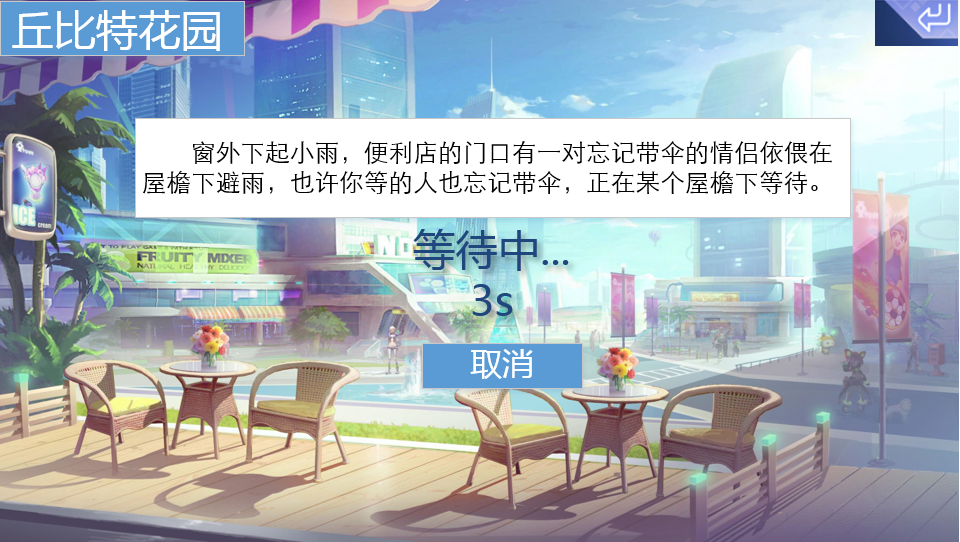 丘比特花园
窗外下起小雨，便利店的门口有一对忘记带伞的情侣依偎在
屋檐下避雨，也许你等的人也忘记带伞，正在某个屋檐下等待。
ICE
FRUITY MIXER
NATURAL HEALTHY DELICIOUS
等待中...
3s
取消